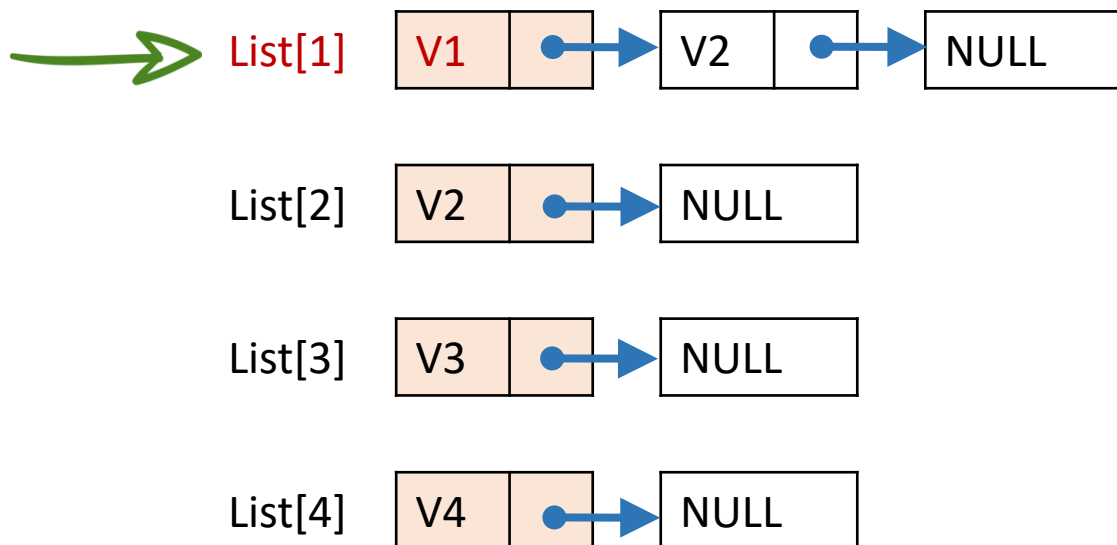 List[1] V1 V2 NULL
List[2] V2 NULL
List[3] V3 NULL
List[4] V4 NULL